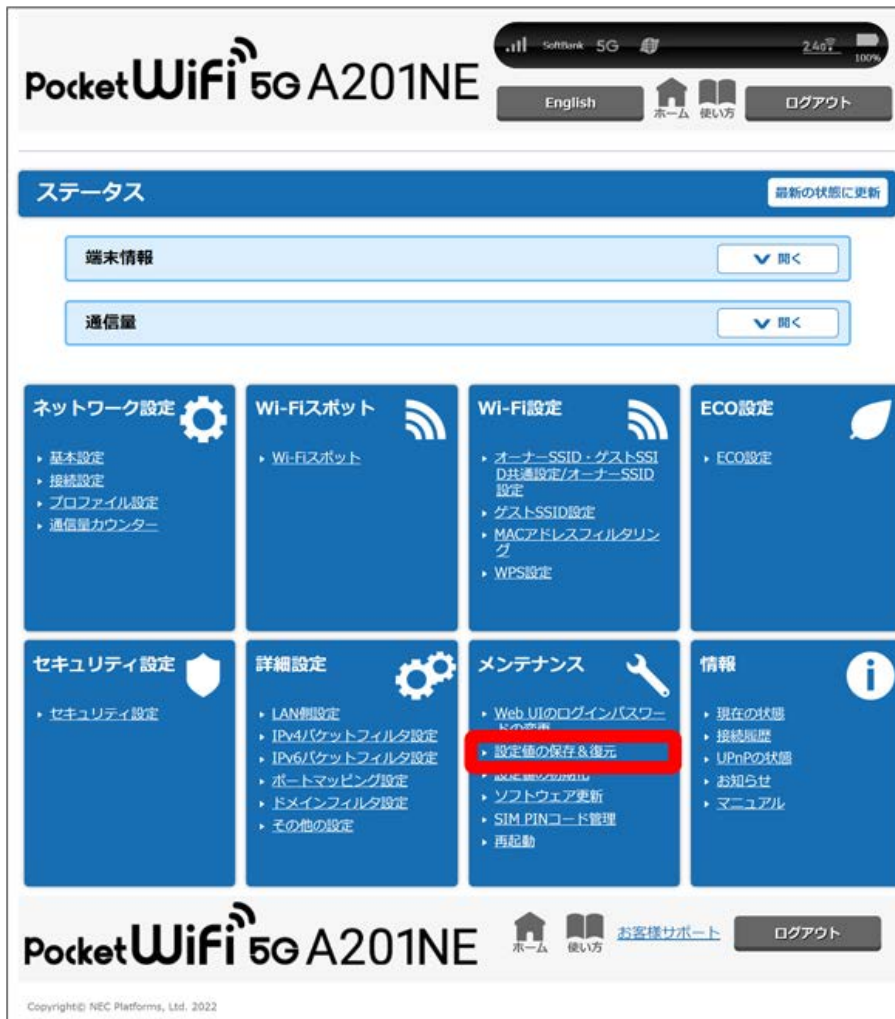 Pocket WiFi 5G A201NE
SoftBank 5G 2.4G 100%
English ホーム 使い方 ログアウト
ステータス 最新の状態に更新
端末情報 開く
通信量 開く
ネットワーク設定
基本設定
接続設定
プロファイル設定
通信量カウンター
Wi-Fiスポット
Wi-Fiスポット
Wi-Fi設定
オーナーSSID・ゲストSSI
D共通設定/オーナーSSID
設定
ゲストSSID設定
MACアドレスフィルタリン
グ
WPS設定
ECO設定
ECO設定
セキュリティ設定
セキュリティ設定
詳細設定
LAN側設定
IPv4パケットフィルタ設定
IPv6パケットフィルタ設定
ポートマッピング設定
ドメインフィルタ設定
その他の設定
メンテナンス
Web UIのログインパスワー
ドの変更
設定値の保存&復元
設定値の初期化
ソフトウェア更新
SIM PINコード管理
再起動
情報
現在の状態
接続履歴
UPnPの状態
お知らせ
マニュアル
Pocket WiFi 5G A201NE
ホーム 使い方 お客様サポート ログアウト
Copyright© NEC Platforms, Ltd. 2022